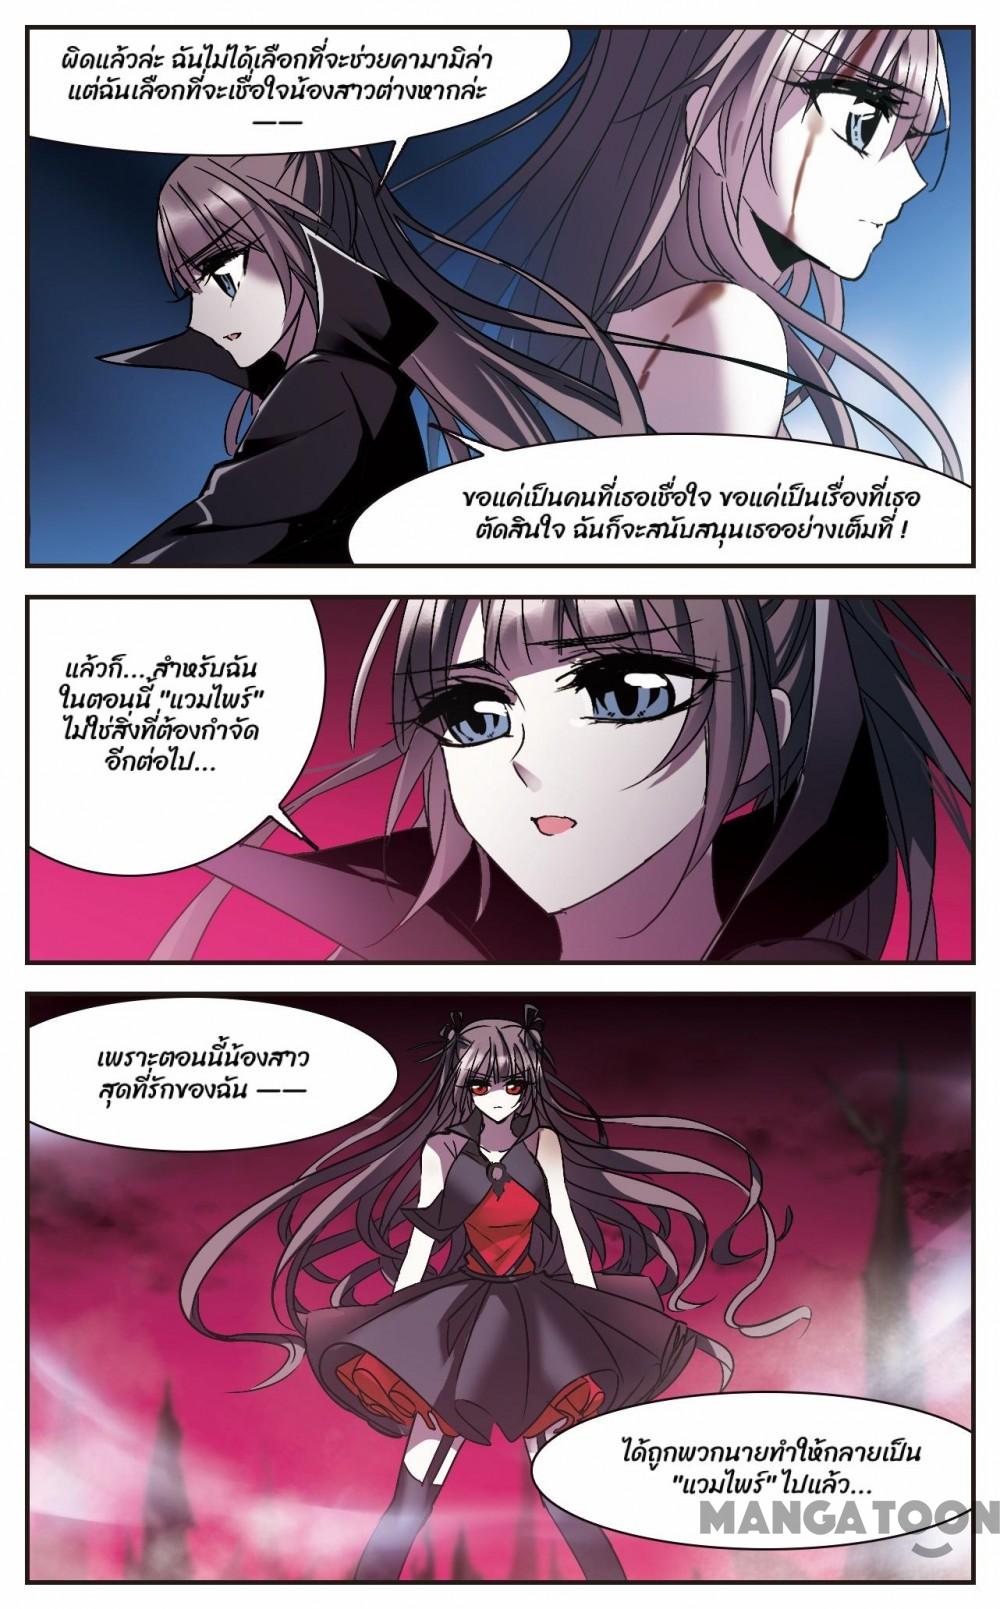 ผิดแล้วล่ะ ฉันไม่ได้เลือกที่จะช่วยคามามิล่า
แต่ฉันเลือกที่จะเชื่อใจน้องสาวต่างหากล่ะ
——
ขอแค่เป็นคนที่เธอเชื่อใจ ขอแค่เป็นเรื่องที่เธอ
ตัดสินใจ ฉันก็จะสนับสนุนเธออย่างเต็มที่ !
แล้วก็... สำหรับฉัน
ในตอนนี้ "แวมไพร์"
ไม่ใช่สิ่งที่ต้องกำจัด
อีกต่อไป...
เพราะตอนนี้น้องสาว
สุดที่รักของฉัน ——
ได้ถูกพวกนายทำให้กลายเป็น
"แวมไพร์" ไปแล้ว...
MANGATOON